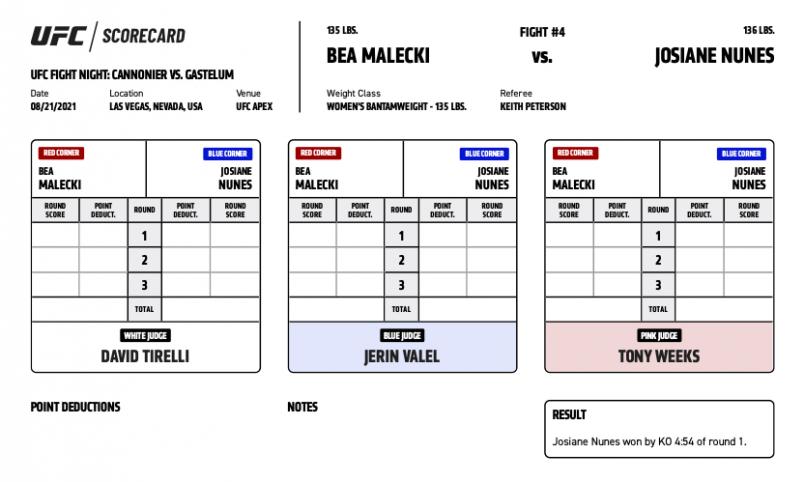 UFC SCORECARD
UFC FIGHT NIGHT: CANNONIER VS. GASTELUM
Date Location Venue
08/21/2021 LAS VEGAS, NEVADA, USA UFC APEX
135 LBS. FIGHT #4 136 LBS.
BEA MALECKI VS. JOSIANE NUNES
Weight Class Referee
WOMEN'S BANTAMWEIGHT - 135 LBS. KEITH PETERSON
RED CORNER BLUE CORNER
BEA JOSIANE
MALECKI NUNES
ROUND POINT ROUND POINT ROUND
SCORE DEDUCT. DEDUCT. SCORE
1
2
3
TOTAL
WHITE JUDGE
DAVID TIRELLI
RED CORNER BLUE CORNER
BEA JOSIANE
MALECKI NUNES
ROUND POINT ROUND POINT ROUND
SCORE DEDUCT. DEDUCT. SCORE
1
2
3
TOTAL
BLUE JUDGE
JERIN VALEL
RED CORNER BLUE CORNER
BEA JOSIANE
MALECKI NUNES
ROUND POINT ROUND POINT ROUND
SCORE DEDUCT. DEDUCT. SCORE
1
2
3
TOTAL
PINK JUDGE
TONY WEEKS
POINT DEDUCTIONS
NOTES
RESULT
Josiane Nunes won by KO 4:54 of round 1.